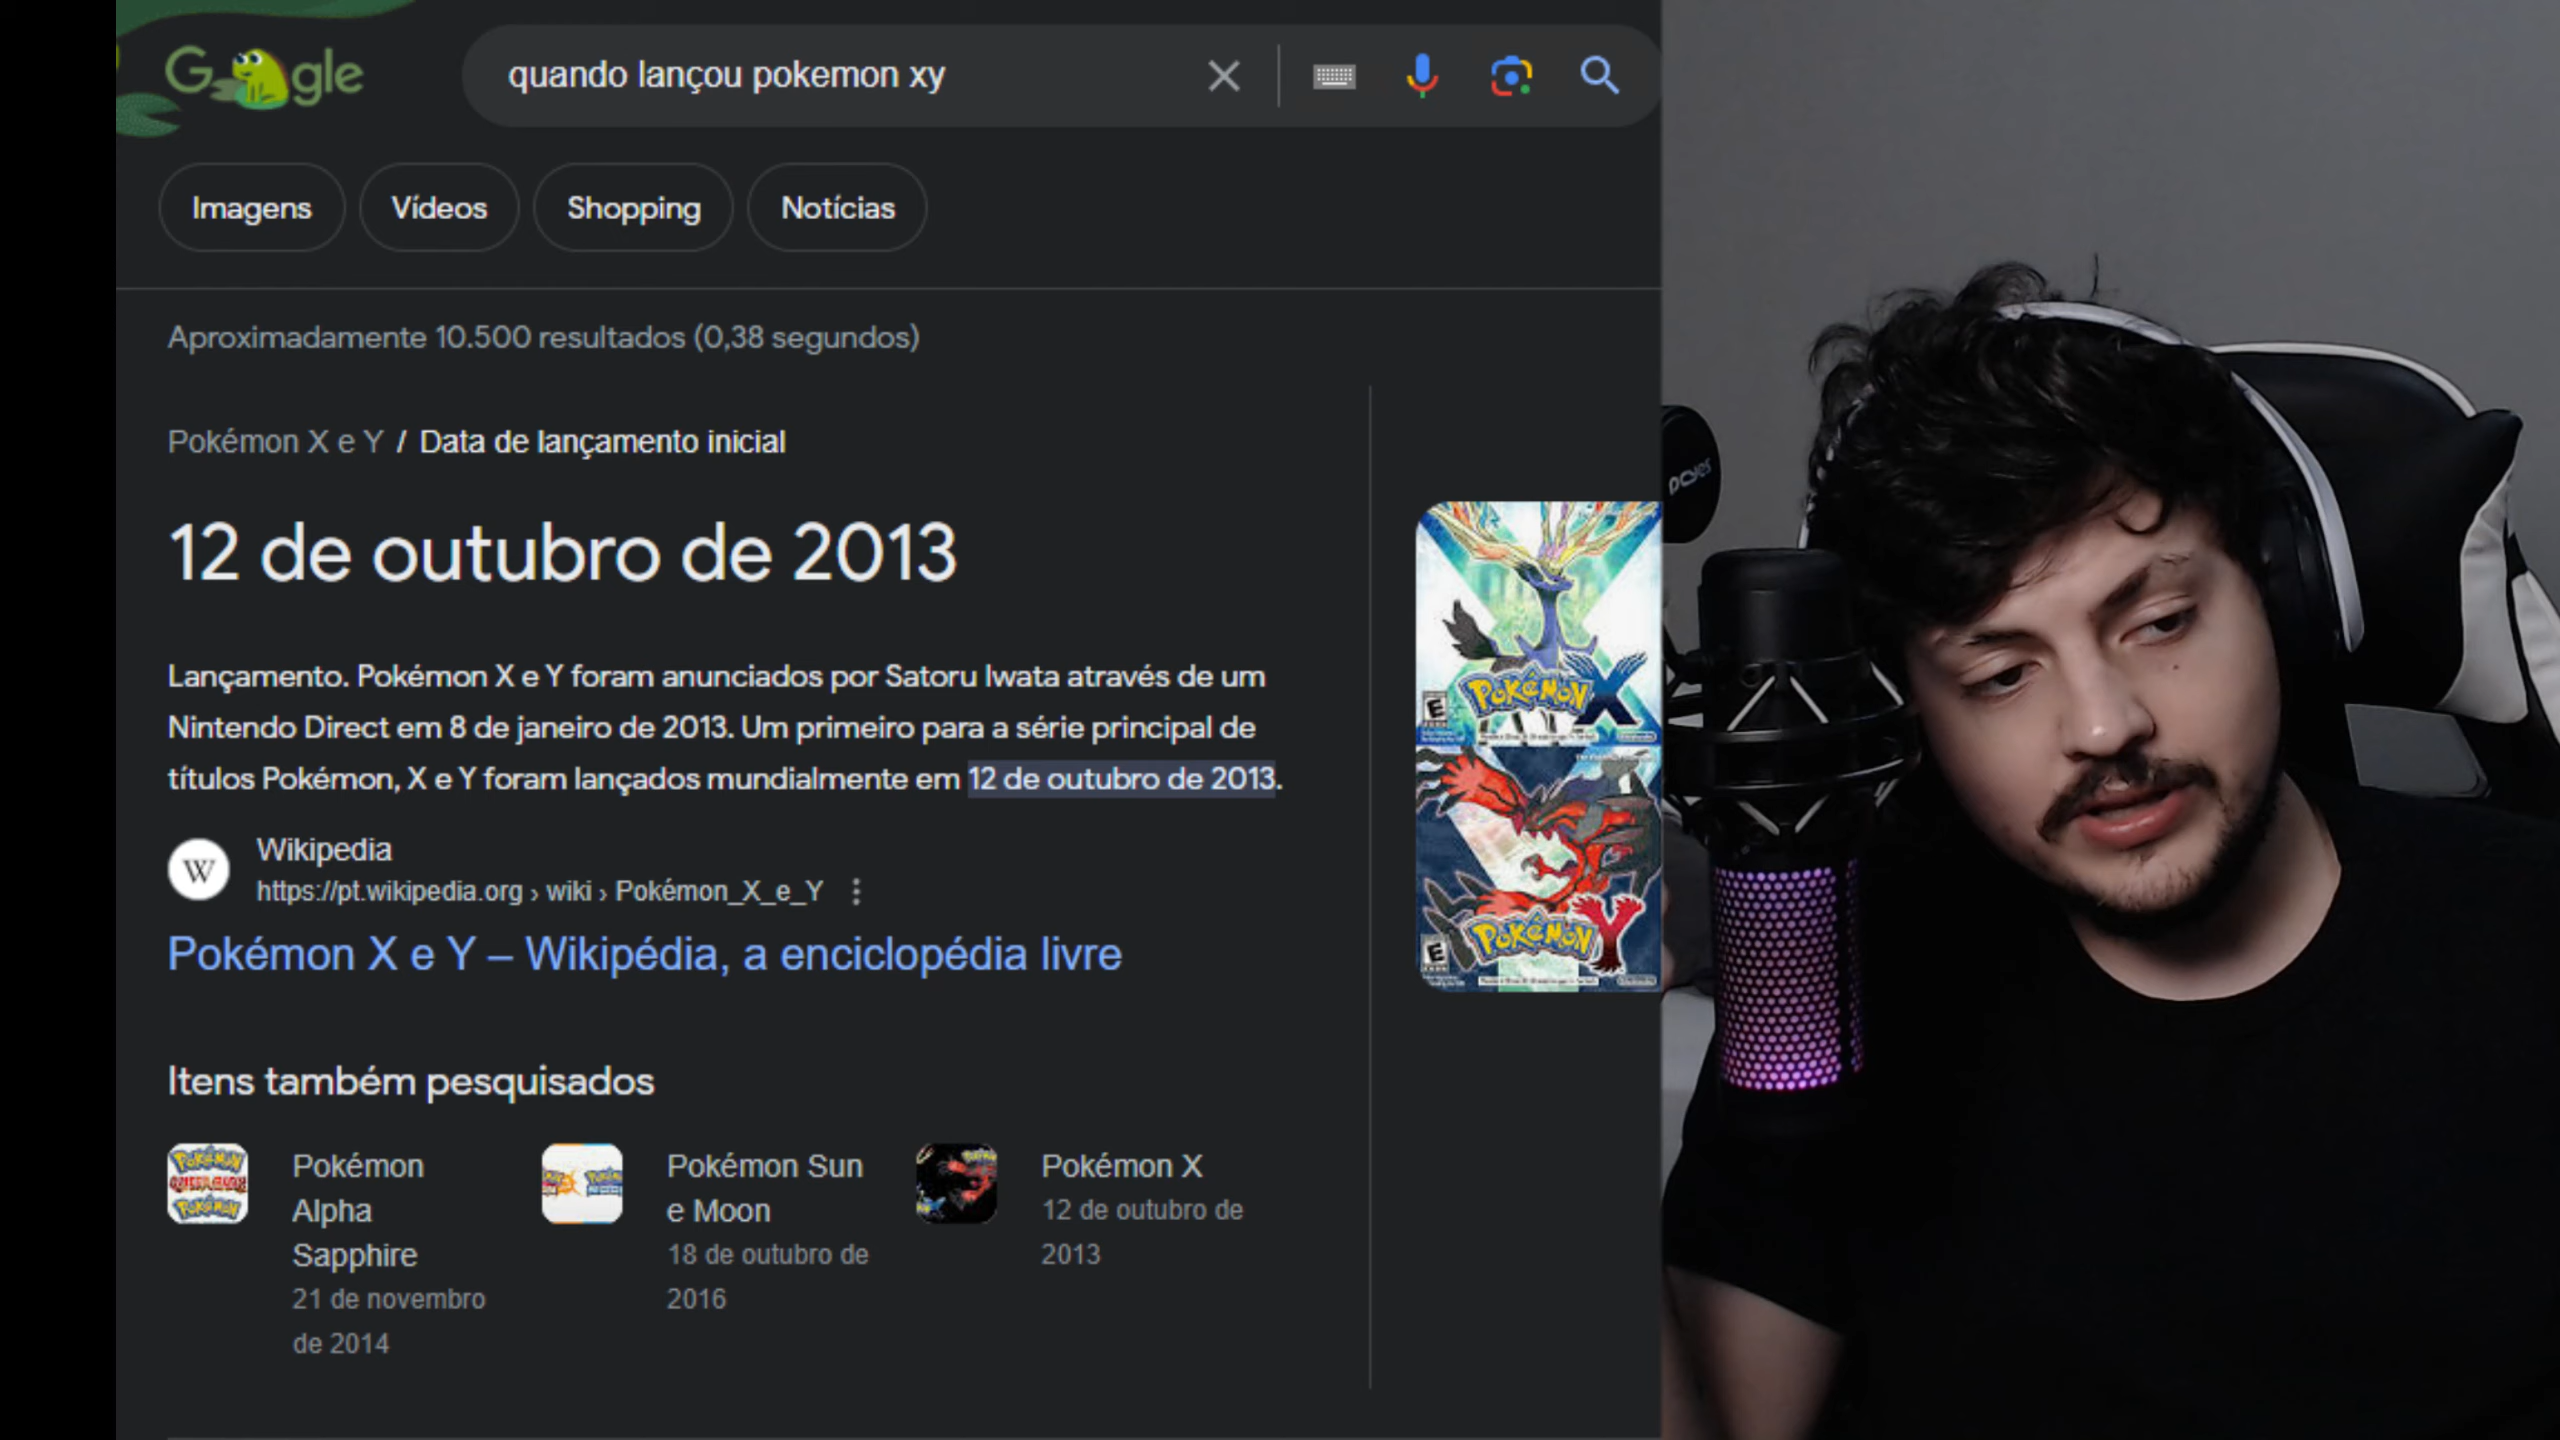 Google
quando lançou pokemon xy
Imagens
Vídeos
Shopping
Notícias
Aproximadamente 10.500 resultados (0,38 segundos)
Pokémon X e Y / Data de lançamento inicial
12 de outubro de 2013
Lançamento. Pokémon X e Y foram anunciados por Satoru Iwata através de um
Nintendo Direct em 8 de janeiro de 2013. Um primeiro para a série principal de
títulos Pokémon, X e Y foram lançados mundialmente em 12 de outubro de 2013.
W
Wikipedia
https://pt.wikipedia.org › wiki › Pokémon_X_e_Y
Pokémon X e Y – Wikipédia, a enciclopédia livre
Itens também pesquisados
Pokémon
Alpha
Sapphire
21 de novembro
de 2014
Pokémon Sun
e Moon
18 de outubro de
2016
Pokémon X
12 de outubro de
2013
POKéMON X
E
POKéMON Y
E